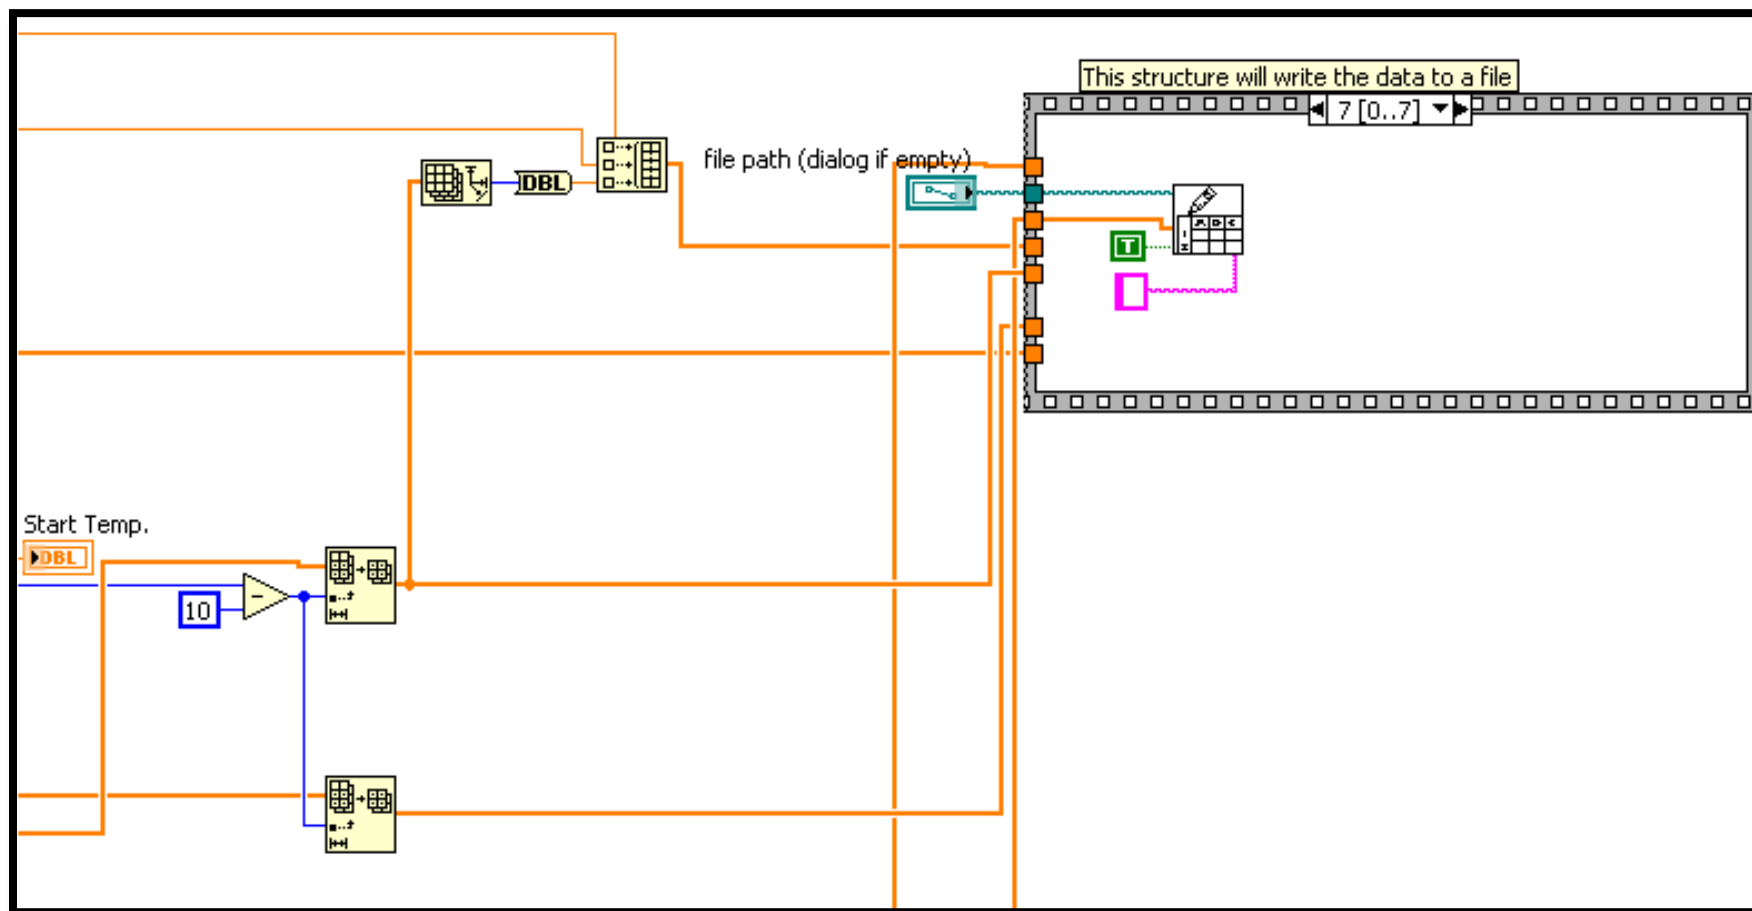 This structure will write the data to a file
7 [0..7]
file path (dialog if empty)
DBL
T
Start Temp.
DBL
10